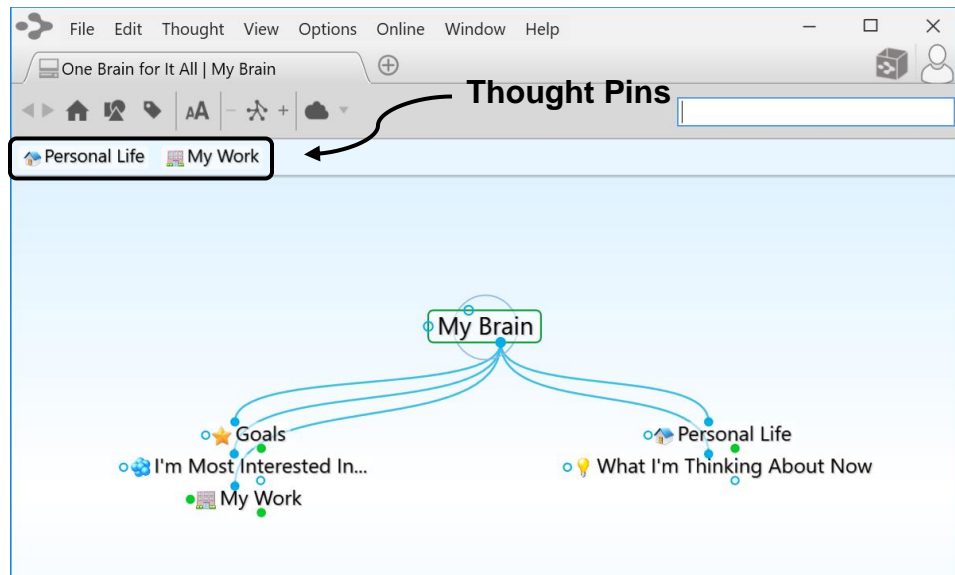 File Edit Thought View Options Online Window Help
One Brain for It All | My Brain
Thought Pins
AA
Personal Life My Work
My Brain
Goals
Personal Life
I'm Most Interested In...
What I'm Thinking About Now
My Work